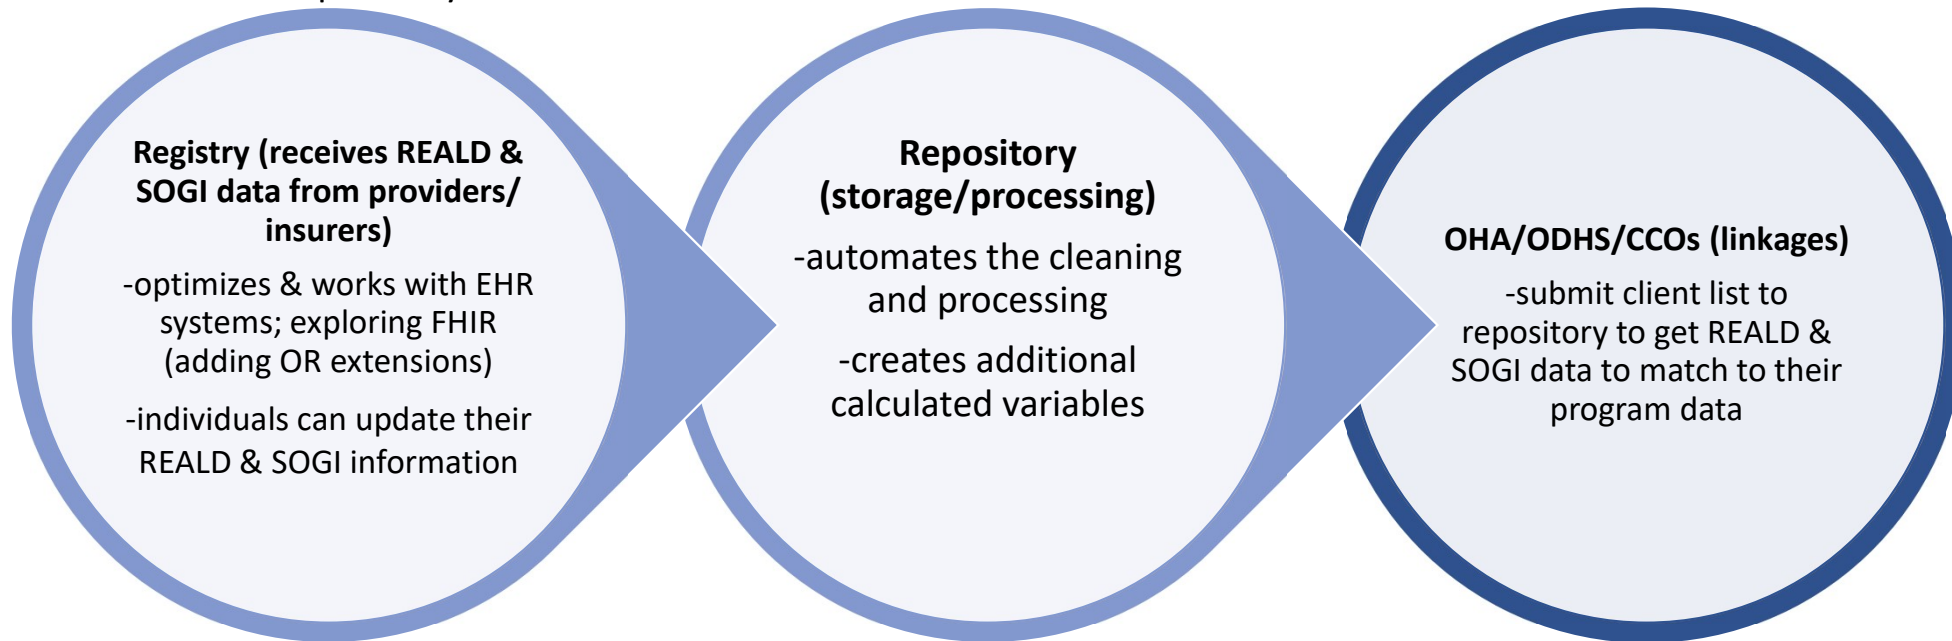 Registry (receives REALD &
SOGI data from providers/
insurers)
-optimizes & works with EHR
systems; exploring FHIR
(adding OR extensions)
-individuals can update their
REALD & SOGI information
Repository
(storage/processing)
-automates the cleaning
and processing
-creates additional
calculated variables
OHA/ODHS/CCOs (linkages)
-submit client list to
repository to get REALD &
SOGI data to match to their
program data